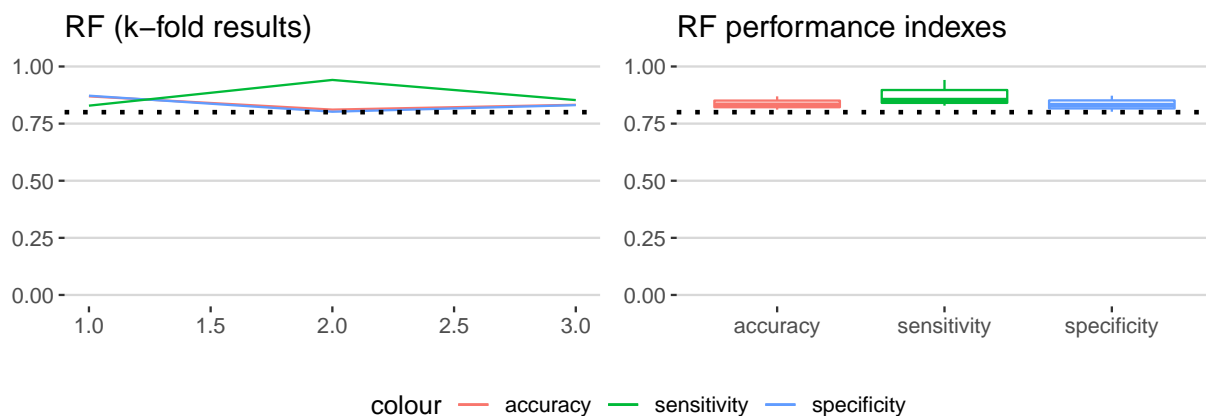 RF (k−fold results)
1.00
0.75
0.50
0.25
0.00
1.0 1.5 2.0 2.5 3.0
RF performance indexes
1.00
0.75
0.50
0.25
0.00
accuracy sensitivity specificity
colour accuracy sensitivity specificity